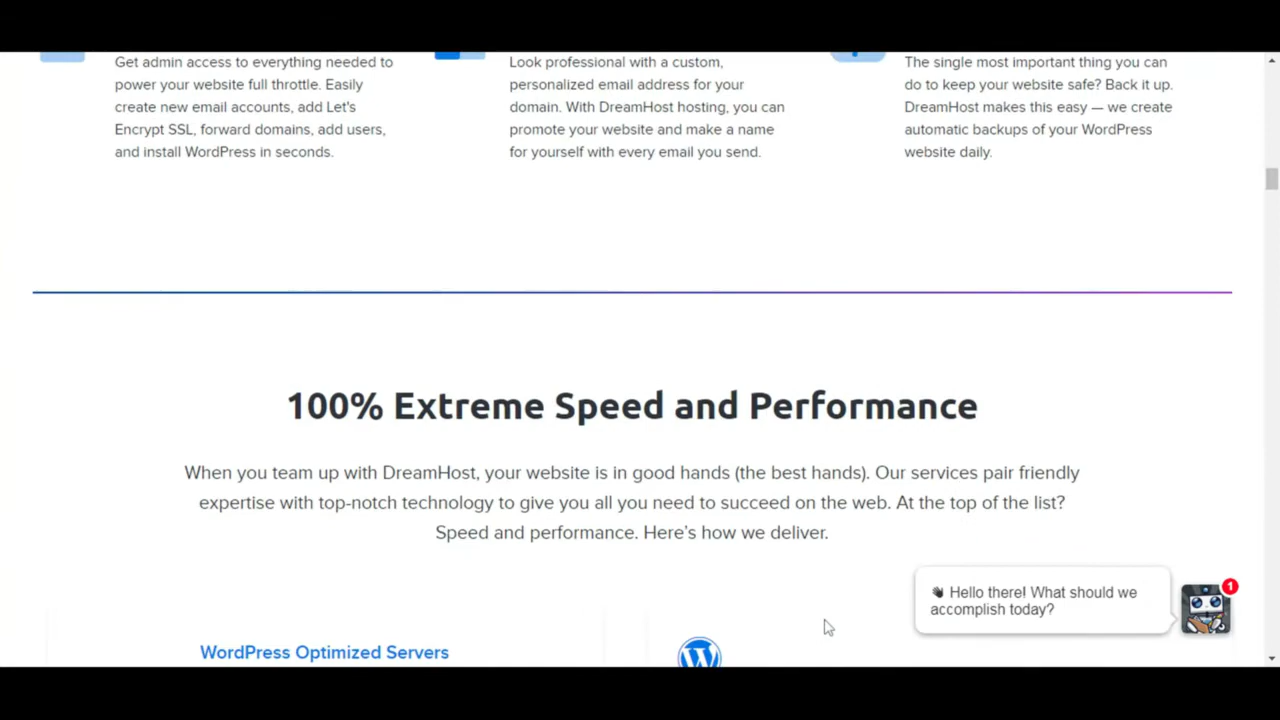 Get admin access to everything needed to
power your website full throttle. Easily
create new email accounts, add Let's
Encrypt SSL, forward domains, add users,
and install WordPress in seconds.
Look professional with a custom,
personalized email address for your
domain. With DreamHost hosting, you can
promote your website and make a name
for yourself with every email you send.
The single most important thing you can
do to keep your website safe? Back it up.
DreamHost makes this easy — we create
automatic backups of your WordPress
website daily.
100% Extreme Speed and Performance
When you team up with DreamHost, your website is in good hands (the best hands). Our services pair friendly
expertise with top-notch technology to give you all you need to succeed on the web. At the top of the list?
Speed and performance. Here's how we deliver.
👋 Hello there! What should we
accomplish today?
1
WordPress Optimized Servers
W